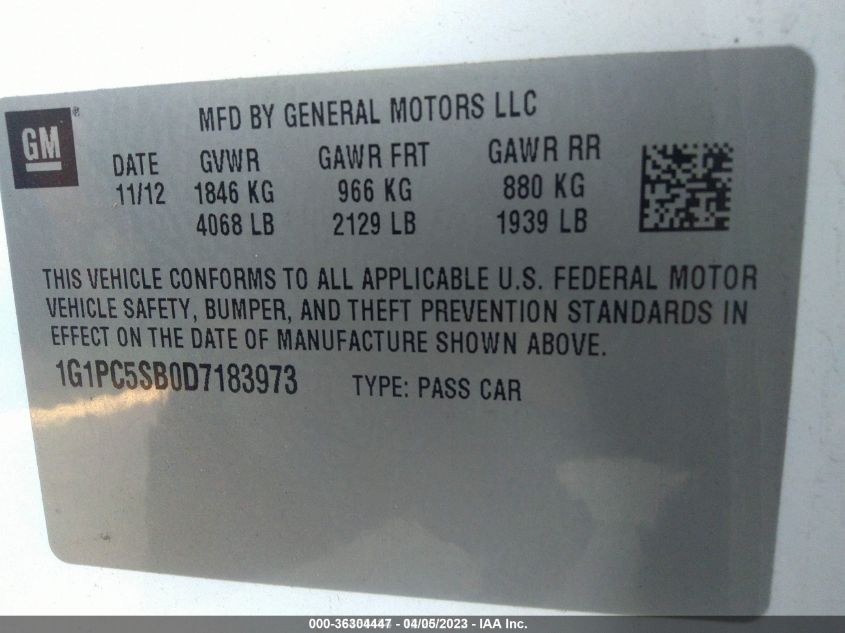 MFD BY GENERAL MOTORS LLC
GM ®
DATE GVWR GAWR FRT GAWR RR
11/12 1846 KG 966 KG 880 KG
4068 LB 2129 LB 1939 LB
THIS VEHICLE CONFORMS TO ALL APPLICABLE U.S. FEDERAL MOTOR
VEHICLE SAFETY, BUMPER, AND THEFT PREVENTION STANDARDS IN
EFFECT ON THE DATE OF MANUFACTURE SHOWN ABOVE.
1G1PC5SB0D7183973 TYPE: PASS CAR
000-36304447 - 04/05/2023 - IAA Inc.